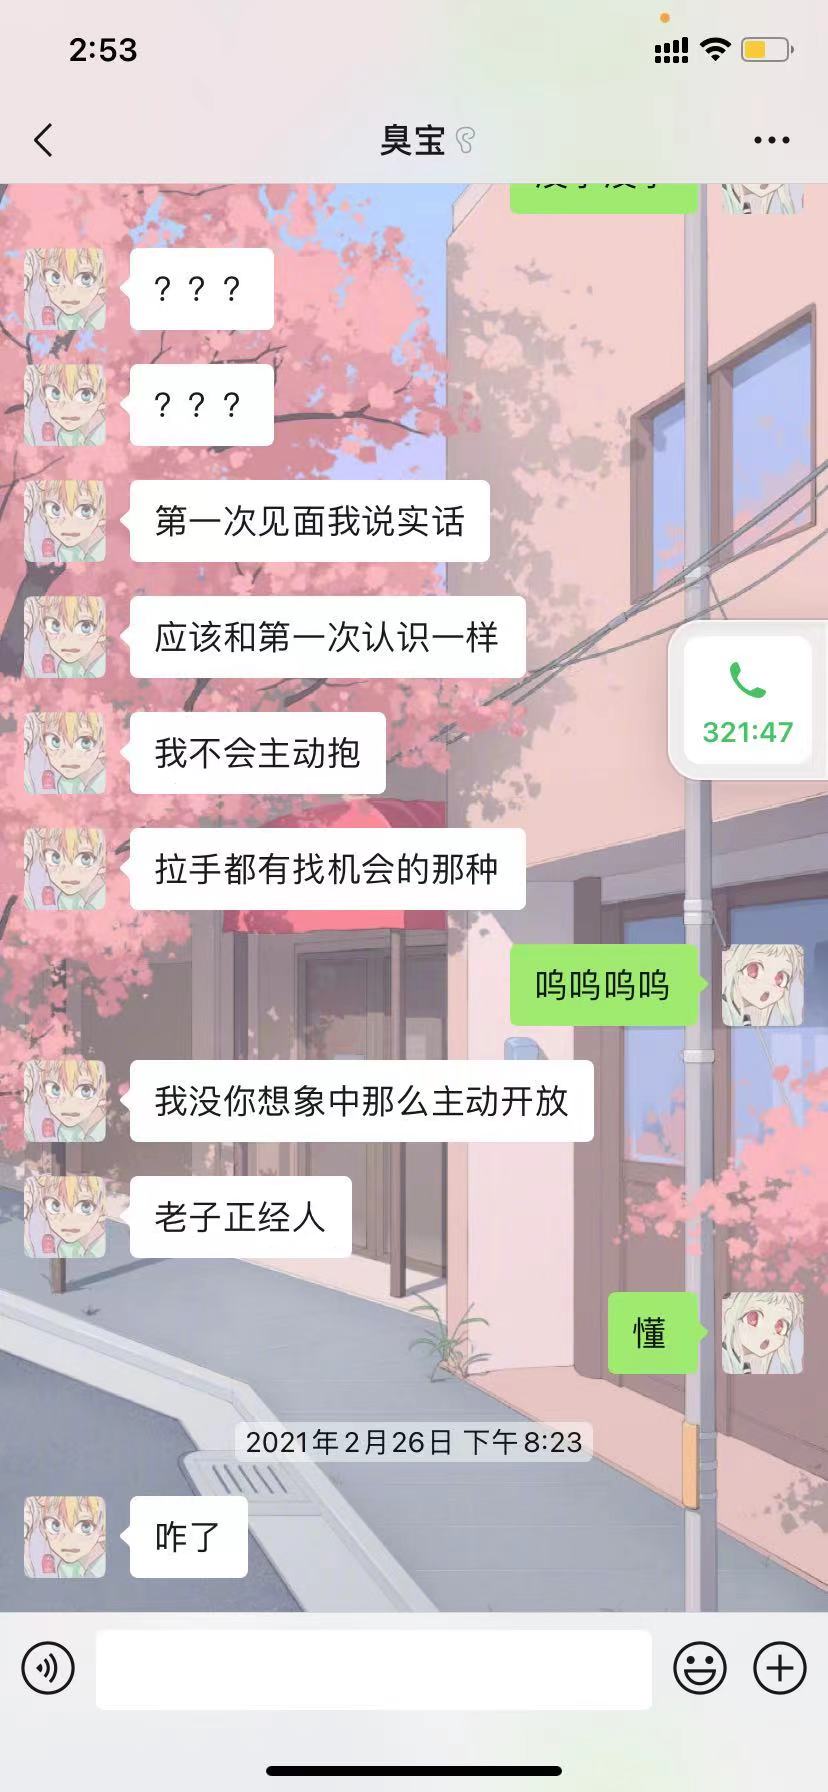 2:53
臭宝
？？？
？？？
第一次见面我说实话
应该和第一次认识一样
321:47
我不会主动抱
拉手都有找机会的那种
呜呜呜呜
我没你想象中那么主动开放
老子正经人
懂
2021年2月26日 下午8:23
咋了